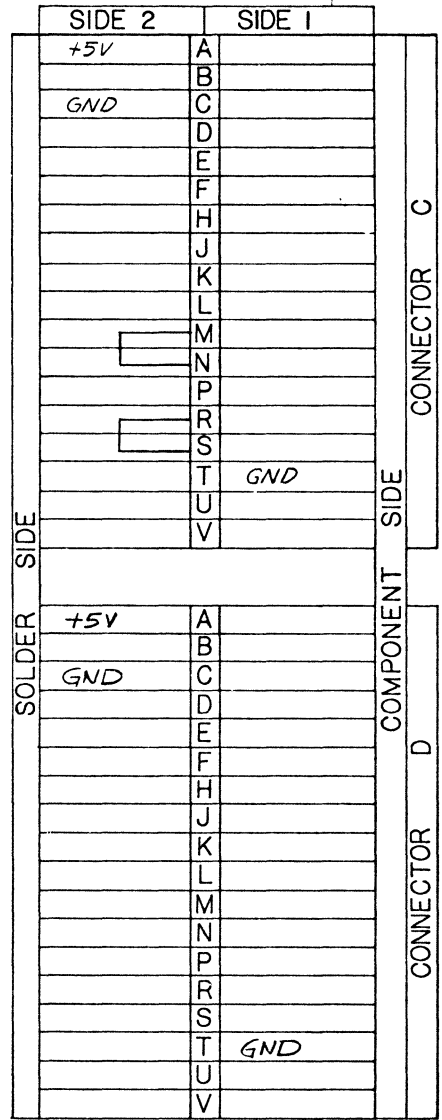 SIDE 2 SIDE 1
+5V A
B
GND C
D
E
F
H
J
K
L
M
N
P
R
S
T GND
U
V
CONNECTOR C
SOLDER SIDE
COMPONENT SIDE
+5V A
B
GND C
D
E
F
H
J
K
L
M
N
P
R
S
T GND
U
V
CONNECTOR D